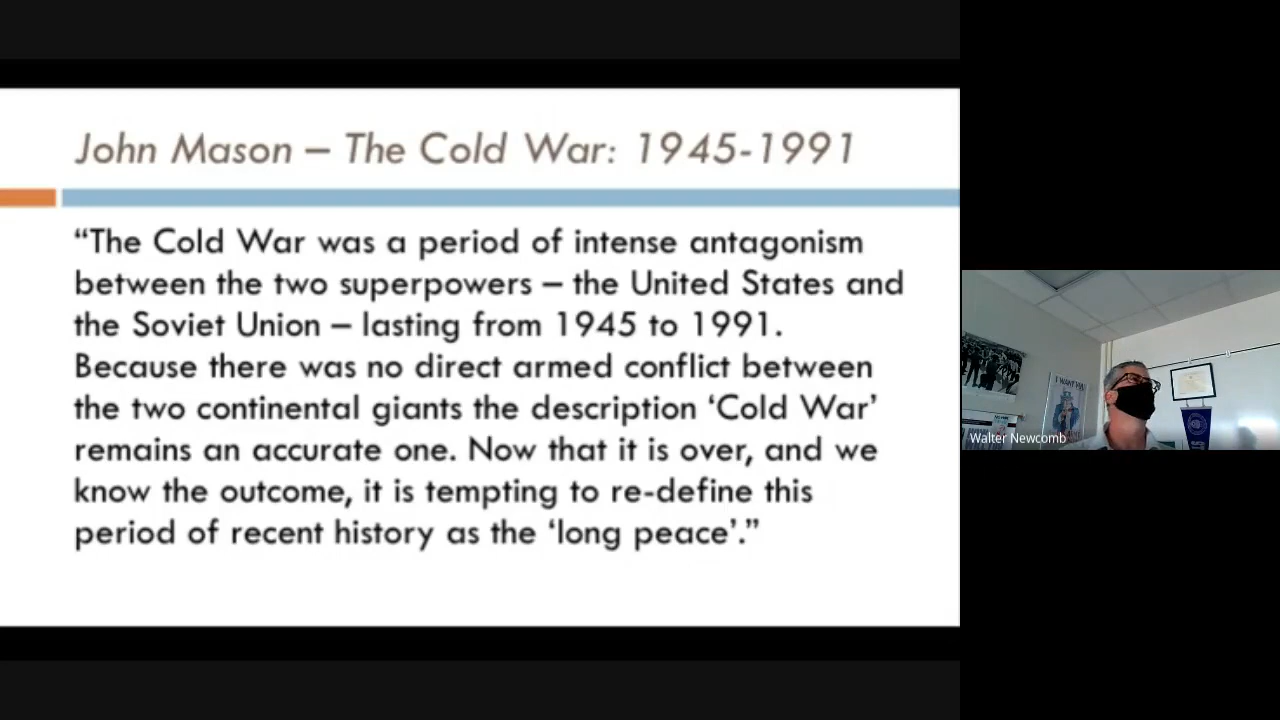 John Mason – The Cold War: 1945-1991
“The Cold War was a period of intense antagonism
between the two superpowers – the United States and
the Soviet Union – lasting from 1945 to 1991.
Because there was no direct armed conflict between
the two continental giants the description ‘Cold War’
remains an accurate one. Now that it is over, and we
know the outcome, it is tempting to re-define this
period of recent history as the ‘long peace’.”
I WANT YOU
Walter Newcomb